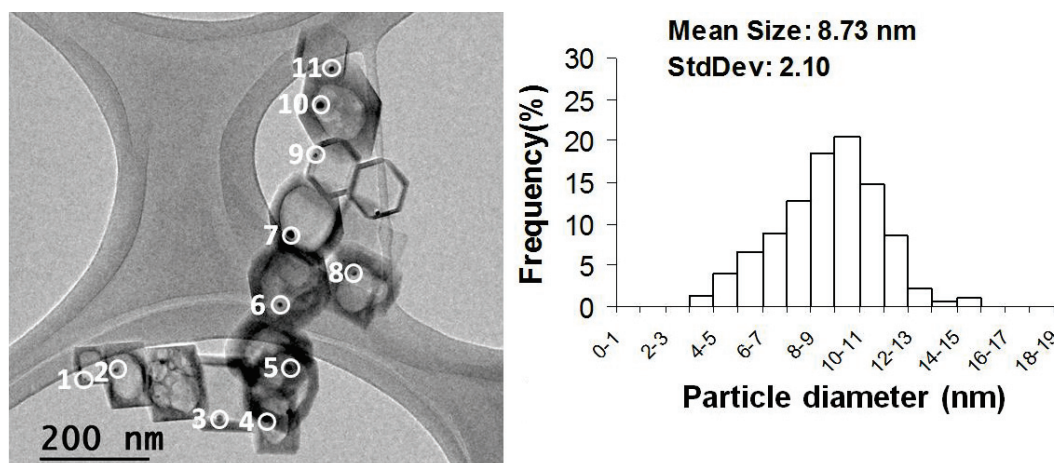 11
10
9
7
8
6
1 2
5
3 4
200 nm
Mean Size: 8.73 nm
StdDev: 2.10
Frequency(%)
30
25
20
15
10
5
0
0-1 2-3 4-5 6-7 8-9 10-11 12-13 14-15 16-17 18-19
Particle diameter (nm)